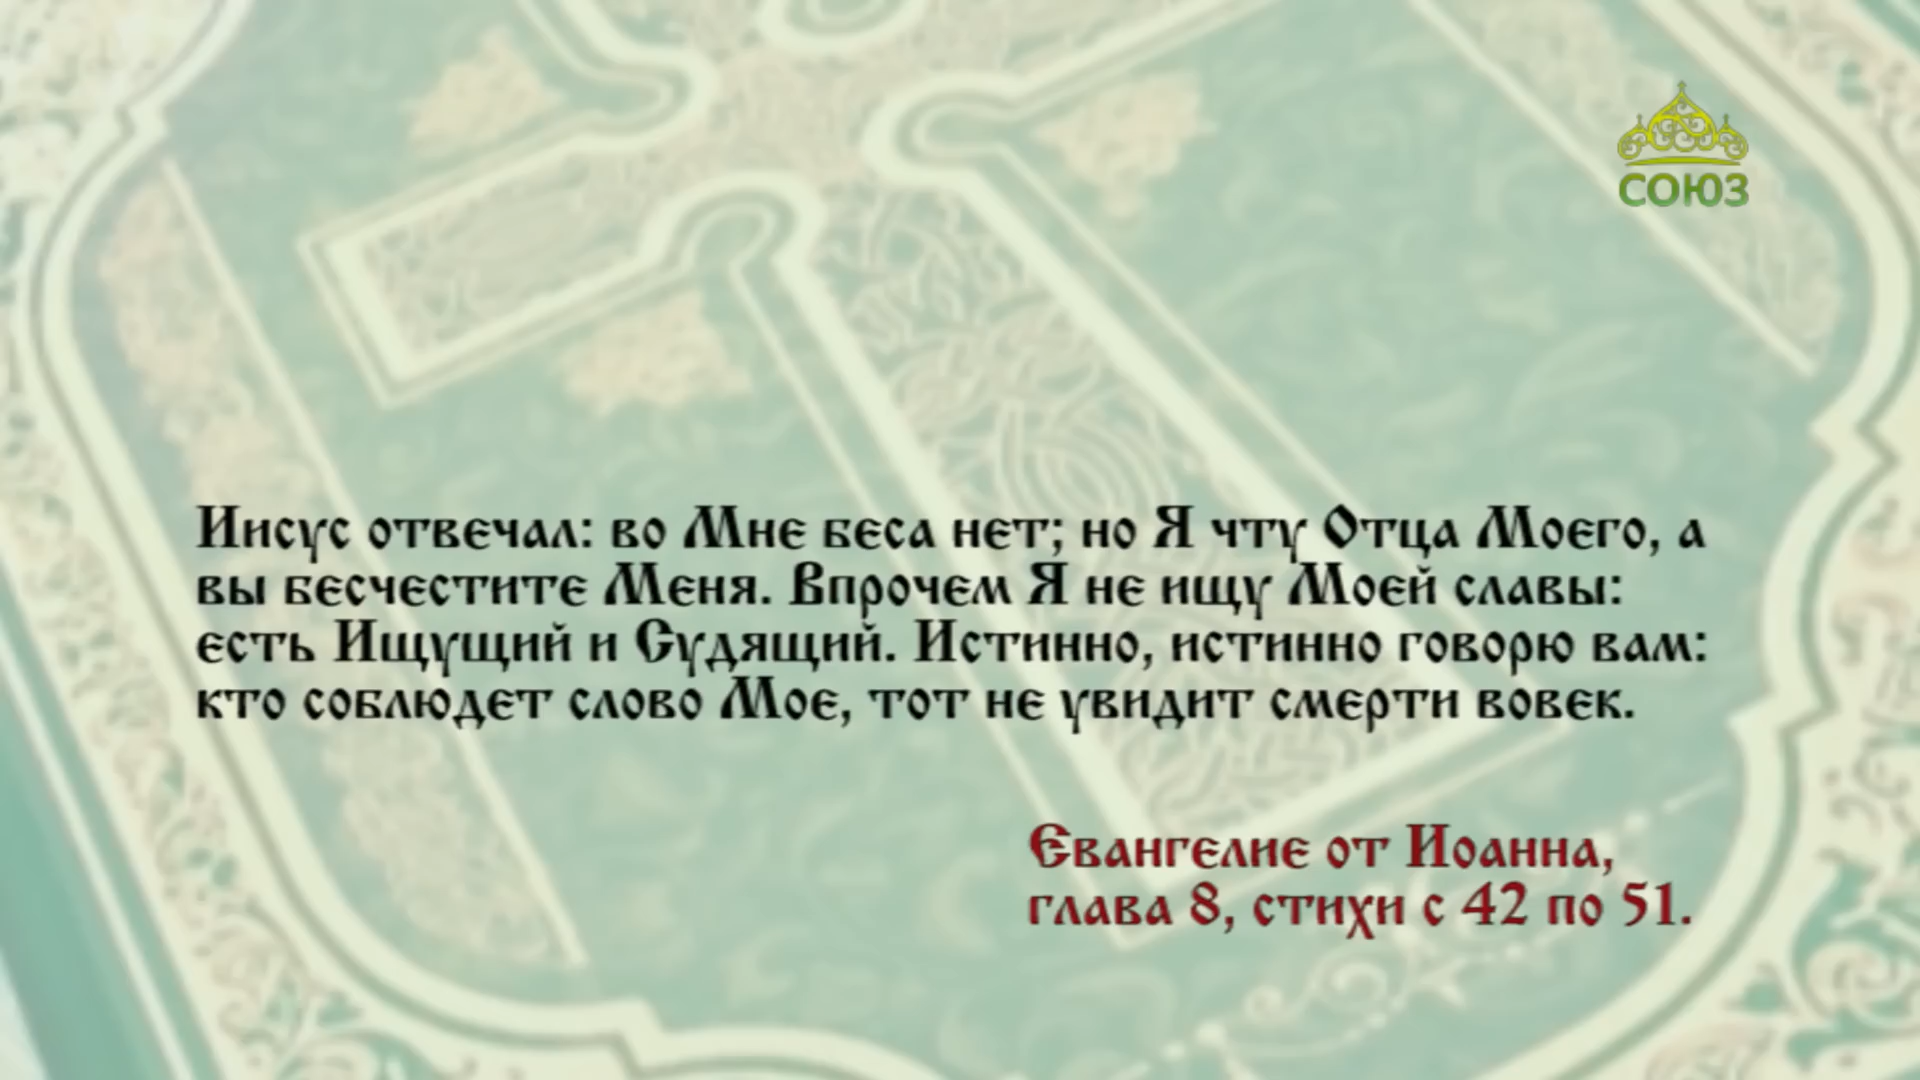 СОЮЗ
Иисус отвечал: во Мне беса нет; но Я чту Отца Моего, а
вы бесчестите Меня. Впрочем Я не ищу Моей славы:
есть Ищущий и Судящий. Истинно, истинно говорю вам:
кто соблюдет слово Мое, тот не увидит смерти вовек.
Евангелие от Иоанна,
глава 8, стихи с 42 по 51.